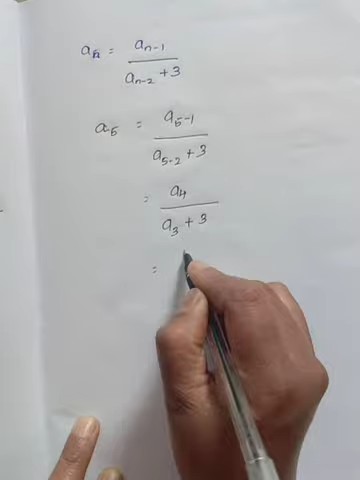 aₙ = aₙ₋₁ / (aₙ₋₂ + 3)
a₅ = a₅₋₁ / (a₅₋₂ + 3)
= a₄ / (a₃ + 3)
=